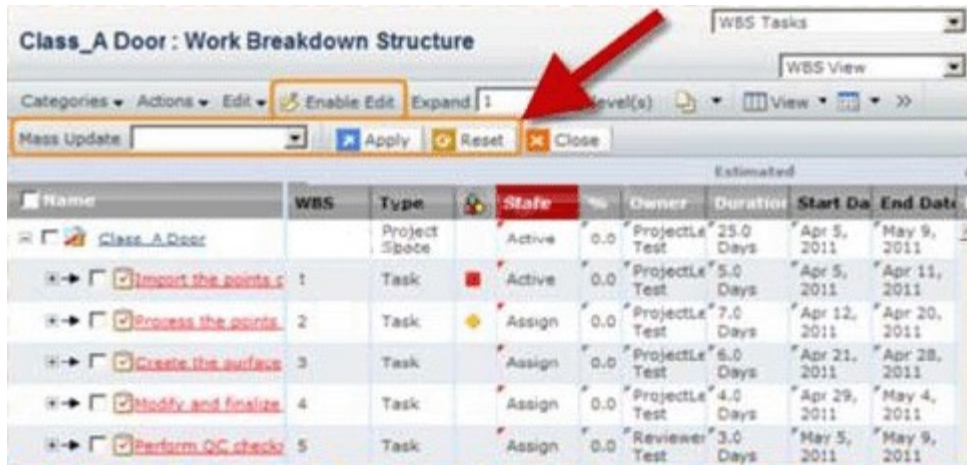 WBS Tasks
Class_A Door : Work Breakdown Structure
WBS View
Categories Actions Edit Enable Edit Expand 1 evel(s) View »
Mass Update Apply Reset Close
Estimated
Name WBS Type State % Owner Duration Start Da End Date
Class_A Door Project Space Active 0.0 ProjectLe Test 25.0 Days Apr 5, 2011 May 9, 2011
Import the points c 1 Task Active 0.0 ProjectLe Test 5.0 Days Apr 5, 2011 Apr 11, 2011
Process the points 2 Task Assign 0.0 ProjectLe Test 7.0 Days Apr 12, 2011 Apr 20, 2011
Create the surface 3 Task Assign 0.0 ProjectLe Test 6.0 Days Apr 21, 2011 Apr 28, 2011
Modify and finalize 4 Task Assign 0.0 ProjectLe Test 4.0 Days Apr 29, 2011 May 4, 2011
Perform QC checks 5 Task Assign 0.0 Reviewer Test 3.0 Days May 5, 2011 May 9, 2011